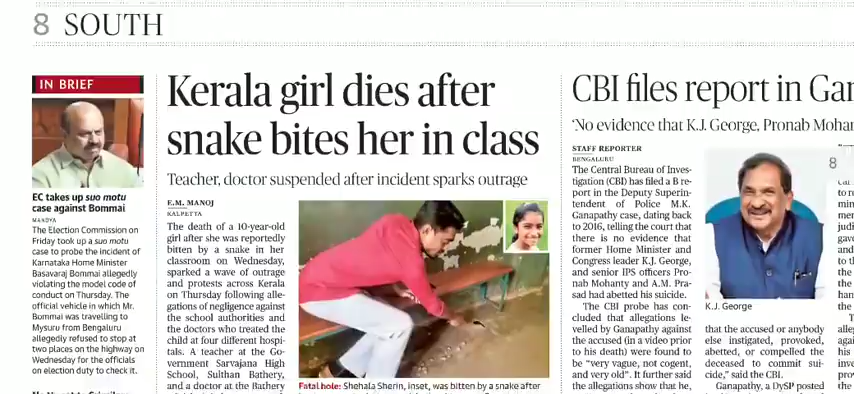 8 SOUTH
IN BRIEF
EC takes up suo motu
case against Bommai
MANDYA
The Election Commission on
Friday took up a suo motu
case to probe the incident of
Karnataka Home Minister
Basavaraj Bommai allegedly
violating the model code of
conduct on Thursday. The
official vehicle in which Mr.
Bommai was travelling to
Mysuru from Bengaluru
allegedly refused to stop at
two places on the highway on
Wednesday for the officials
on election duty to check it.
Kerala girl dies after
snake bites her in class
Teacher, doctor suspended after incident sparks outrage
E.M. MANOJ
KALPETTA
The death of a 10-year-old
girl after she was reportedly
bitten by a snake in her
classroom on Wednesday,
sparked a wave of outrage
and protests across Kerala
on Thursday following alle-
gations of negligence against
the school authorities and
the doctors who treated the
child at four different hospi-
tals. A teacher at the Go-
vernment Sarvajana High
School, Sulthan Bathery,
and a doctor at the Bathery
Fatal hole: Shehala Sherin, inset, was bitten by a snake after
CBI files report in
'No evidence that K.J. George, Pronab
STAFF REPORTER
BENGALURU
The Central Bureau of Inves-
tigation (CBI) has filed a B re-
port in the Deputy Superin-
tendent of Police M.K.
Ganapathy case, dating back
to 2016, telling the court that
there is no evidence that
former Home Minister and
Congress leader K.J. George,
and senior IPS officers Pro-
nab Mohanty and A.M. Pra-
sad had abetted his suicide.
The CBI probe has con-
cluded that allegations le-
velled by Ganapathy against
the accused (in a video prior
to his death) were found to
be "very vague, not cogent,
and very old". It further said
the allegations show that he,
8
K.J. George
that the accused or anybody
else instigated, provoked,
abetted, or compelled the
deceased to commit sui-
cide," said the CBI.
Ganapathy, a DySP posted